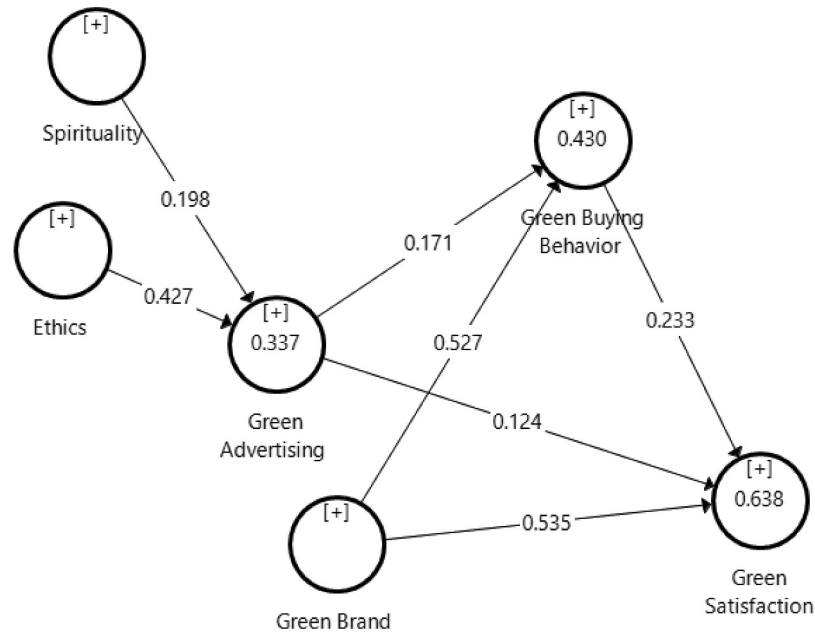 [+]
Spirituality
[+]
0.430
Green Buying
Behavior
0.198
[+]
Ethics
0.427
0.171
[+]
0.337
Green
Advertising
0.527
0.233
0.124
[+]
Green Brand
0.535
[+]
0.638
Green
Satisfaction